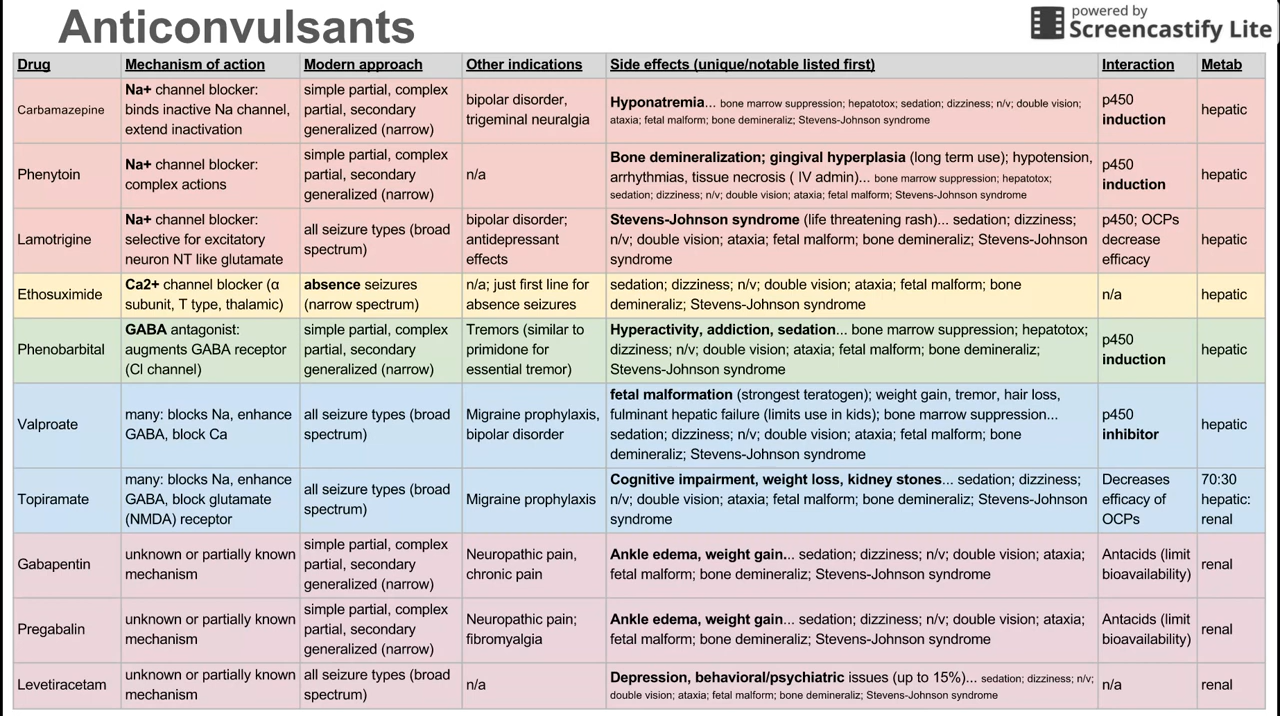 Anticonvulsants
powered by
Screencastify Lite
Drug
Mechanism of action
Modern approach
Other indications
Side effects (unique/notable listed first)
Interaction
Metab
Carbamazepine
Na+ channel blocker:
binds inactive Na channel,
extend inactivation
simple partial, complex
partial, secondary
generalized (narrow)
bipolar disorder,
trigeminal neuralgia
Hyponatremia... bone marrow suppression; hepatotox; sedation; dizziness; n/v; double vision;
ataxia; fetal malform; bone demineraliz; Stevens-Johnson syndrome
p450
induction
hepatic
Phenytoin
Na+ channel blocker:
complex actions
simple partial, complex
partial, secondary
generalized (narrow)
n/a
Bone demineralization; gingival hyperplasia (long term use); hypotension,
arrhythmias, tissue necrosis ( IV admin)... bone marrow suppression; hepatotox;
sedation; dizziness; n/v; double vision; ataxia; fetal malform; Stevens-Johnson syndrome
p450
induction
hepatic
Lamotrigine
Na+ channel blocker:
selective for excitatory
neuron NT like glutamate
all seizure types (broad
spectrum)
bipolar disorder;
antidepressant
effects
Stevens-Johnson syndrome (life threatening rash)... sedation; dizziness;
n/v; double vision; ataxia; fetal malform; bone demineraliz; Stevens-Johnson
syndrome
p450; OCPs
decrease
efficacy
hepatic
Ethosuximide
Ca2+ channel blocker (α
subunit, T type, thalamic)
absence seizures
(narrow spectrum)
n/a; just first line for
absence seizures
sedation; dizziness; n/v; double vision; ataxia; fetal malform; bone
demineraliz; Stevens-Johnson syndrome
n/a
hepatic
Phenobarbital
GABA antagonist:
augments GABA receptor
(Cl channel)
simple partial, complex
partial, secondary
generalized (narrow)
Tremors (similar to
primidone for
essential tremor)
Hyperactivity, addiction, sedation... bone marrow suppression; hepatotox;
dizziness; n/v; double vision; ataxia; fetal malform; bone demineraliz;
Stevens-Johnson syndrome
p450
induction
hepatic
Valproate
many: blocks Na, enhance
GABA, block Ca
all seizure types (broad
spectrum)
Migraine prophylaxis,
bipolar disorder
fetal malformation (strongest teratogen); weight gain, tremor, hair loss,
fulminant hepatic failure (limits use in kids); bone marrow suppression...
sedation; dizziness; n/v; double vision; ataxia; fetal malform; bone
demineraliz; Stevens-Johnson syndrome
p450
inhibitor
hepatic
Topiramate
many: blocks Na, enhance
GABA, block glutamate
(NMDA) receptor
all seizure types (broad
spectrum)
Migraine prophylaxis
Cognitive impairment, weight loss, kidney stones... sedation; dizziness;
n/v; double vision; ataxia; fetal malform; bone demineraliz; Stevens-Johnson
syndrome
Decreases
efficacy of
OCPs
70:30
hepatic:
renal
Gabapentin
unknown or partially known
mechanism
simple partial, complex
partial, secondary
generalized (narrow)
Neuropathic pain,
chronic pain
Ankle edema, weight gain... sedation; dizziness; n/v; double vision; ataxia;
fetal malform; bone demineraliz; Stevens-Johnson syndrome
Antacids (limit
bioavailability)
renal
Pregabalin
unknown or partially known
mechanism
simple partial, complex
partial, secondary
generalized (narrow)
Neuropathic pain;
fibromyalgia
Ankle edema, weight gain... sedation; dizziness; n/v; double vision; ataxia;
fetal malform; bone demineraliz; Stevens-Johnson syndrome
Antacids (limit
bioavailability)
renal
Levetiracetam
unknown or partially known
mechanism
all seizure types (broad
spectrum)
n/a
Depression, behavioral/psychiatric issues (up to 15%)... sedation; dizziness; n/v;
double vision; ataxia; fetal malform; bone demineraliz; Stevens-Johnson syndrome
n/a
renal